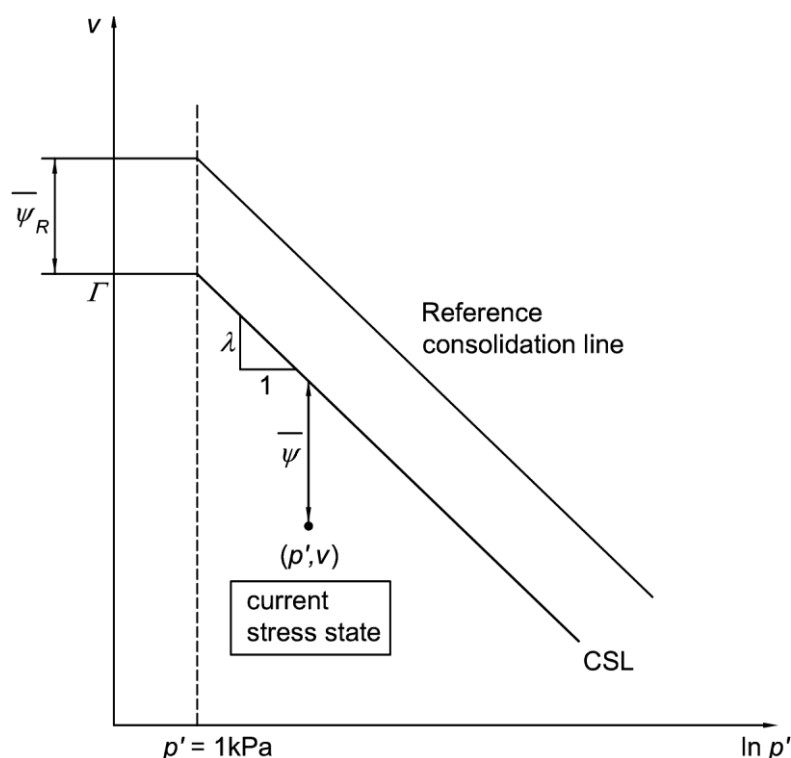 v
ψ̄_R
Γ
Reference
consolidation line
λ
1
ψ̄
(p′,v)
current
stress state
CSL
p′ = 1kPa
ln p′